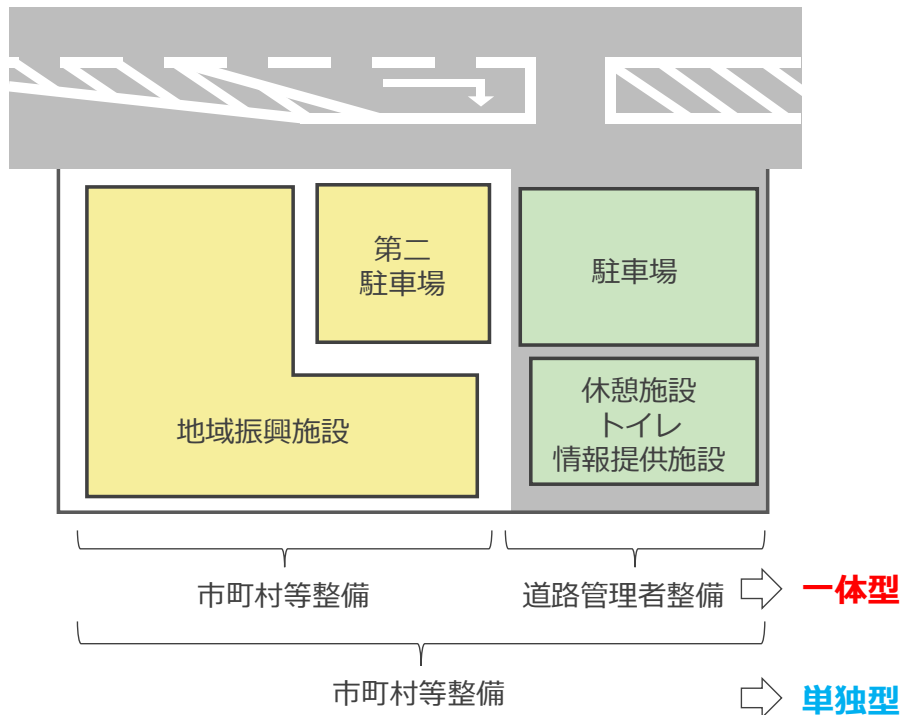 第二
駐車場
駐車場
休憩施設
トイレ
情報提供施設
地域振興施設
市町村等整備
道路管理者整備
一体型
市町村等整備
単独型